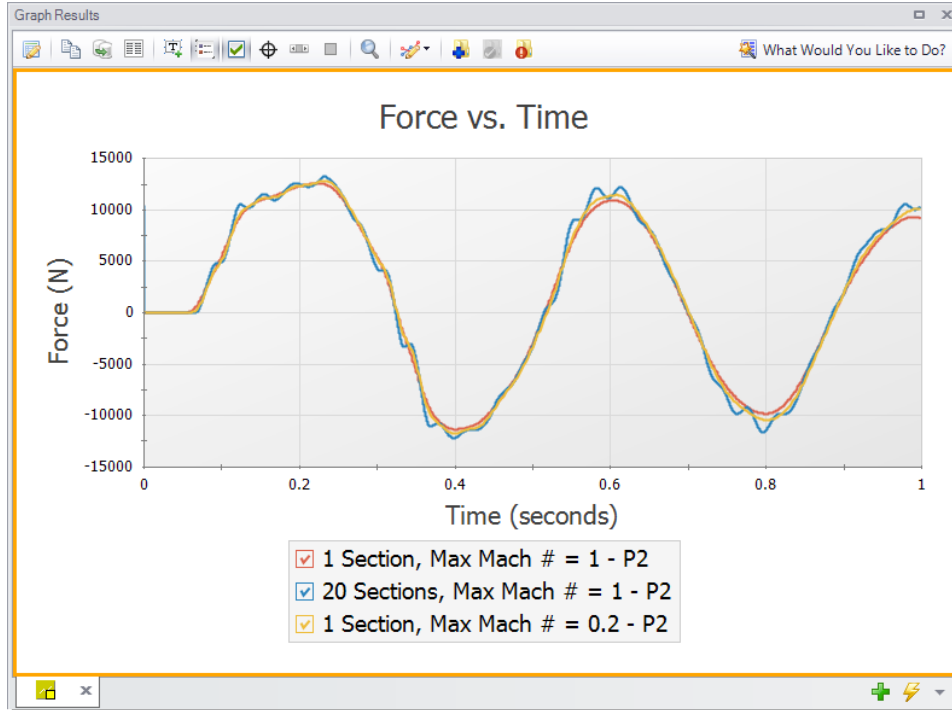 Graph Results
What Would You Like to Do?
Force vs. Time
15000
10000
5000
0
-5000
-10000
-15000
Force (N)
0 0.2 0.4 0.6 0.8 1
Time (seconds)
1 Section, Max Mach # = 1 - P2
20 Sections, Max Mach # = 1 - P2
1 Section, Max Mach # = 0.2 - P2